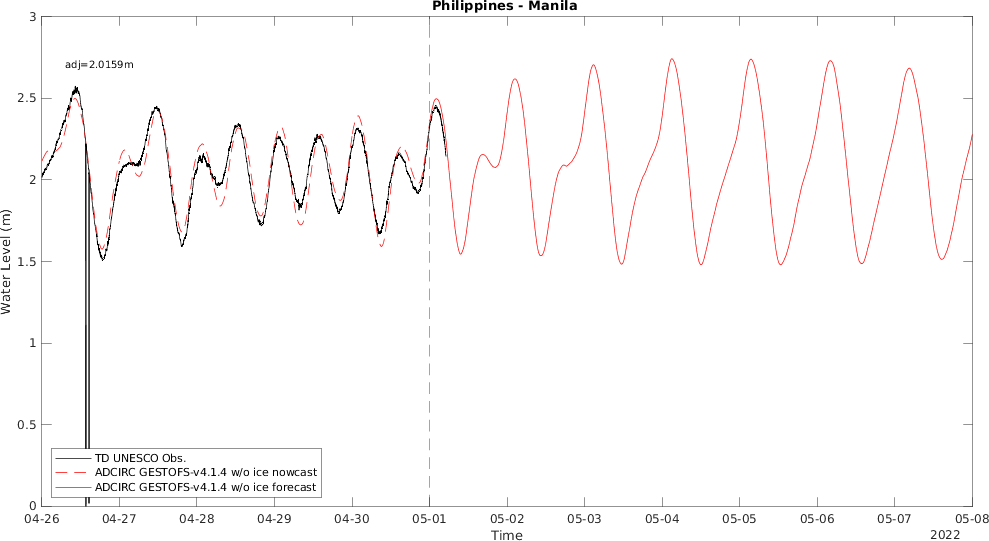 Philippines - Manila
adj=2.0159m
3
2.5
2
1.5
1
0.5
0
Water Level (m)
TD UNESCO Obs.
ADCIRC GESTOFS-v4.1.4 w/o ice nowcast
ADCIRC GESTOFS-v4.1.4 w/o ice forecast
04-26 04-27 04-28 04-29 04-30 05-01 05-02 05-03 05-04 05-05 05-06 05-07 05-08
Time
2022